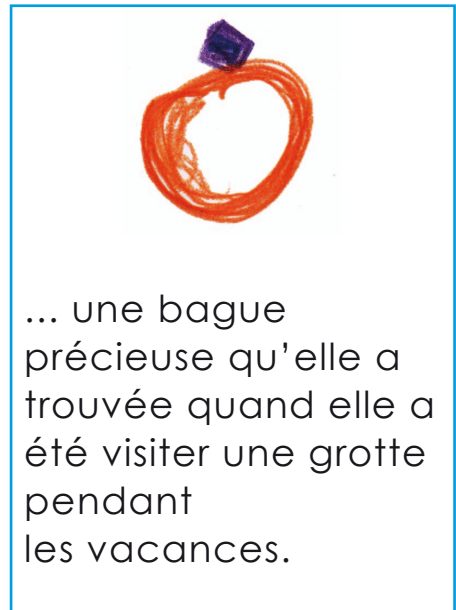 ... une bague
précieuse qu’elle a
trouvée quand elle a
été visiter une grotte
pendant
les vacances.